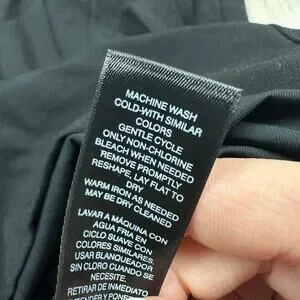 MACHINE WASH
COLD-WITH SIMILAR
COLORS
GENTLE CYCLE
ONLY NON-CHLORINE
BLEACH WHEN NEEDED
REMOVE PROMPTLY
RESHAPE, LAY FLAT TO
DRY
WARM IRON AS NEEDED
MAY BE DRY CLEANED
LAVAR A MÁQUINA CON
AGUA FRIA EN
CICLO SUAVE CON
COLORES SIMILARES.
USAR BLANQUEADOR
SIN CLORO CUANDO SE
NECESITE.
RETIRAR DE INMEDIATO